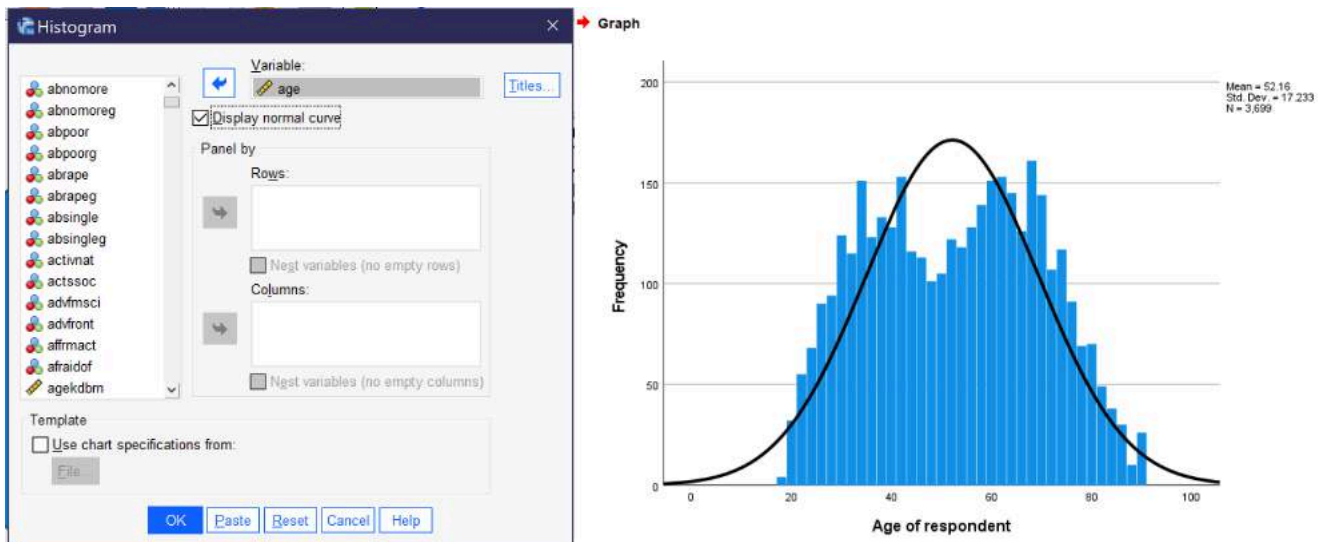 Histogram
Variable:
age
Titles...
Display normal curve
Panel by
Rows:
Nest variables (no empty rows)
Columns:
Nest variables (no empty columns)
abnomore
abnomoreg
abpoor
abpoorg
abrape
abrapeg
absingle
absingleg
activnat
actssoc
advfmsci
advfront
affrmact
afraidof
agekdbrn
Template
Use chart specifications from:
File...
OK Paste Reset Cancel Help
Graph
Mean = 52.16
Std. Dev. = 17.233
N = 3,699
Frequency
200
150
100
50
0
0 20 40 60 80 100
Age of respondent